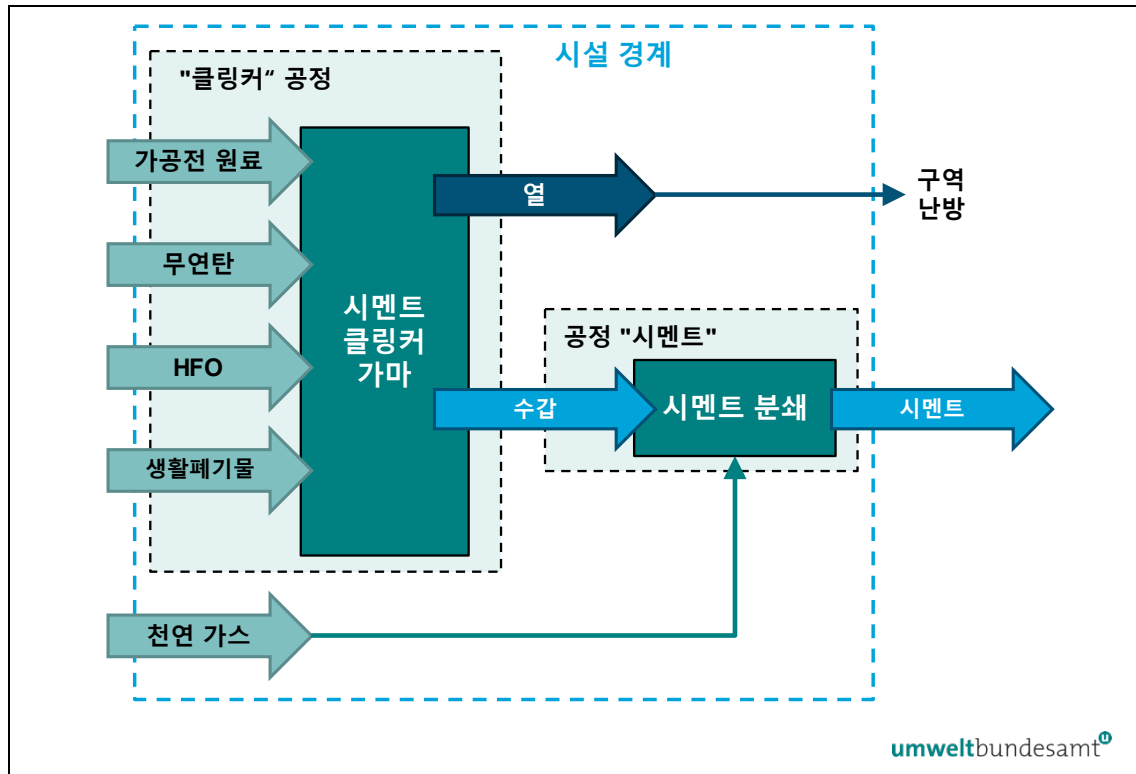 시설 경계
"클링커“ 공정
가공전 원료
무연탄
HFO
생활폐기물
천연 가스
시멘트
클링커
가마
열
구역
난방
공정 "시멘트"
수갑
시멘트 분쇄
시멘트
umweltbundesamt